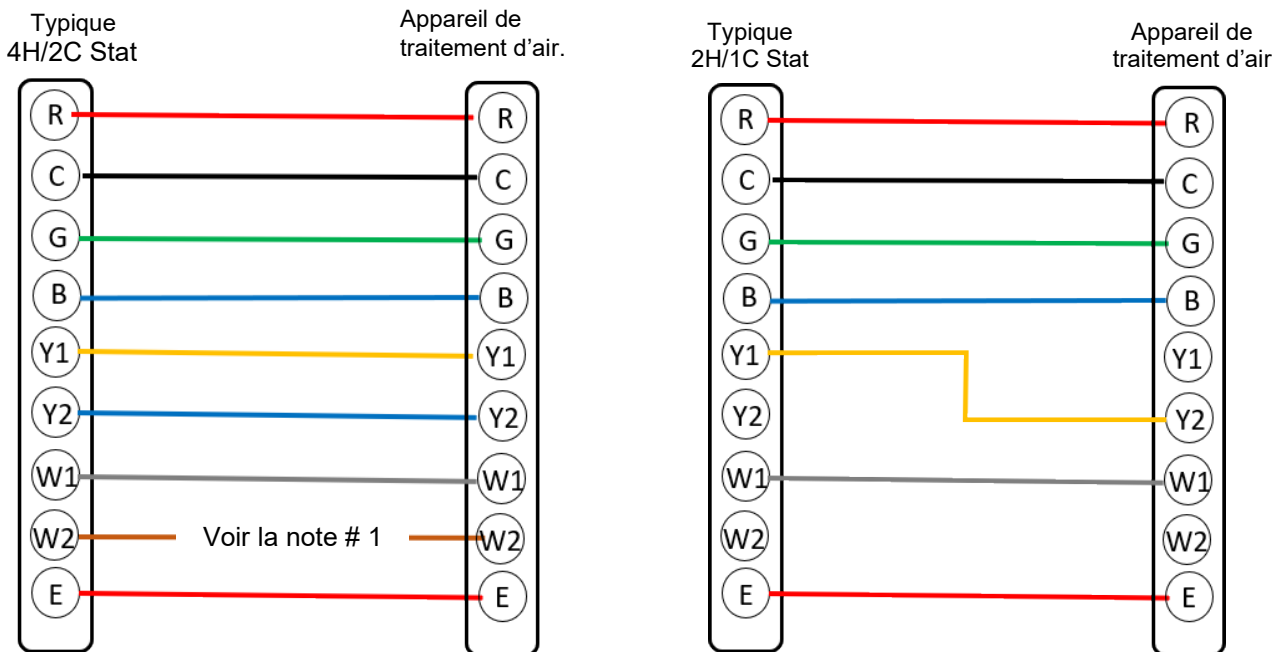 Typique
4H/2C Stat
Appareil de
traitement d’air.
R
R
C
C
G
G
B
B
Y1
Y1
Y2
Y2
W1
W1
W2
Voir la note # 1
W2
E
E
Typique
2H/1C Stat
Appareil de
traitement d’air
R
R
C
C
G
G
B
B
Y1
Y1
Y2
Y2
W1
W1
W2
W2
E
E